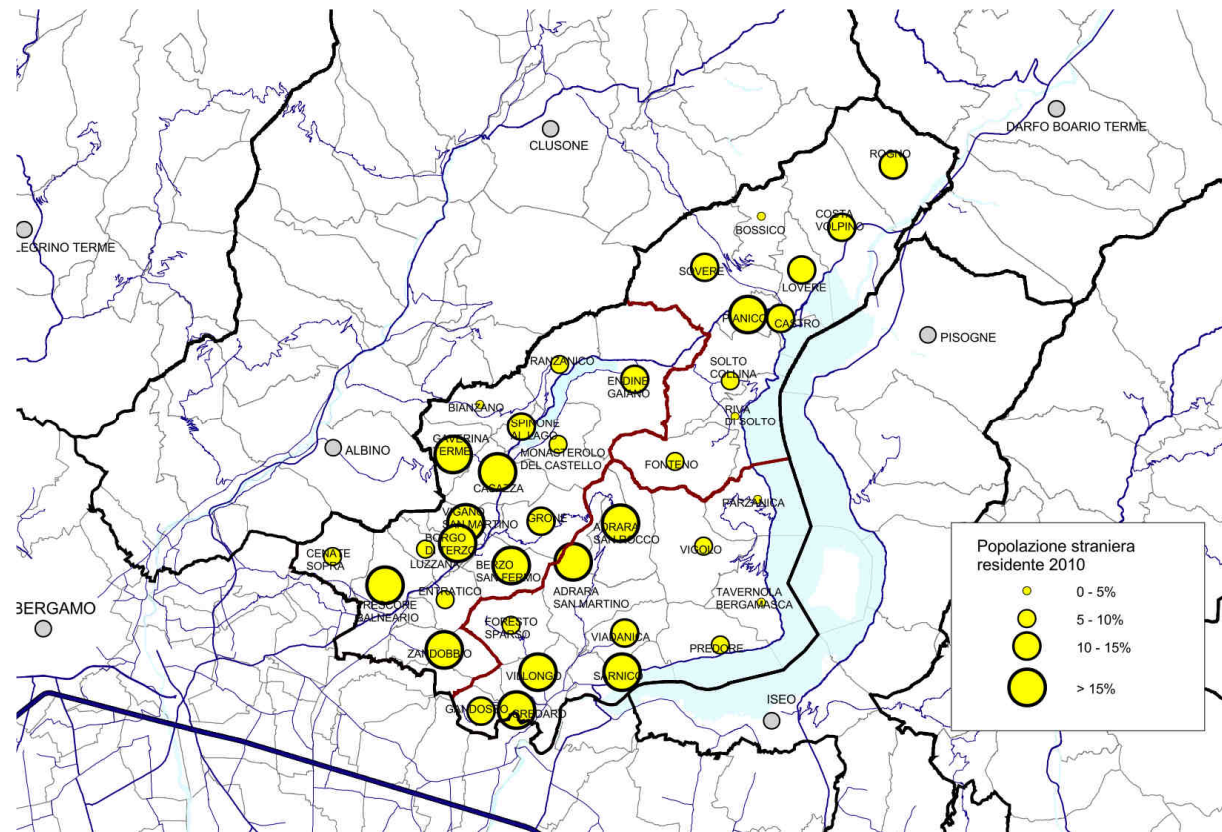 DARFO BOARIO TERME
CLUSONE
ROGNO
COSTA
VOLPINO
BOSSICO
LEGRINO TERME
SOVERE
LOVERE
PIANICO
CASTRO
PISOGNE
RANZANICO
SOLTO
COLLINA
ENDINE
GAIANO
BIANZANO
RIVA
DI SOLTO
SPINONE
AL LAGO
GAVERINA
ERME
ALBINO
MONASTEROLO
DEL CASTELLO
FONTENO
CASAZZA
PARZANICA
VIGANO
SAN MARTINO
GRONE
ADRARA
SAN ROCCO
BORGO
DI TERZO
VIGOLO
CENATE
SOPRA
LUZZANA
BERZO
SAN FERMO
ADRARA
SAN MARTINO
ENTRATICO
TAVERNOLA
BERGAMASCA
TRESCORE
BALNEARIO
BERGAMO
FORESTO
SPARSO
VIADANICA
PREDORE
ZANDOBBIO
VILLONGO
SARNICO
GANDOSSO
CREDARO
ISEO
Popolazione straniera
residente 2010
0 - 5%
5 - 10%
10 - 15%
> 15%